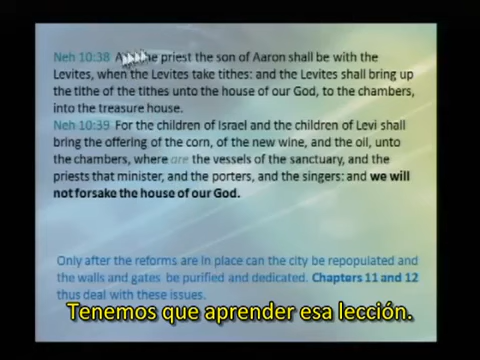 Neh 10:38 the priest the son of Aaron shall be with the
Levites, when the Levites take tithes: and the Levites shall bring up
the tithe of the tithes unto the house of our God, to the chambers,
into the treasure house.
Neh 10:39 For the children of Israel and the children of Levi shall
bring the offering of the corn, of the new wine, and the oil, unto
the chambers, where are the vessels of the sanctuary, and the
priests that minister, and the porters, and the singers: and we will
not forsake the house of our God.
Only after the reforms are in place can the city be repopulated and
the walls and gates be purified and dedicated. Chapters 11 and 12
thus deal with these issues.
Tenemos que aprender esa lección.